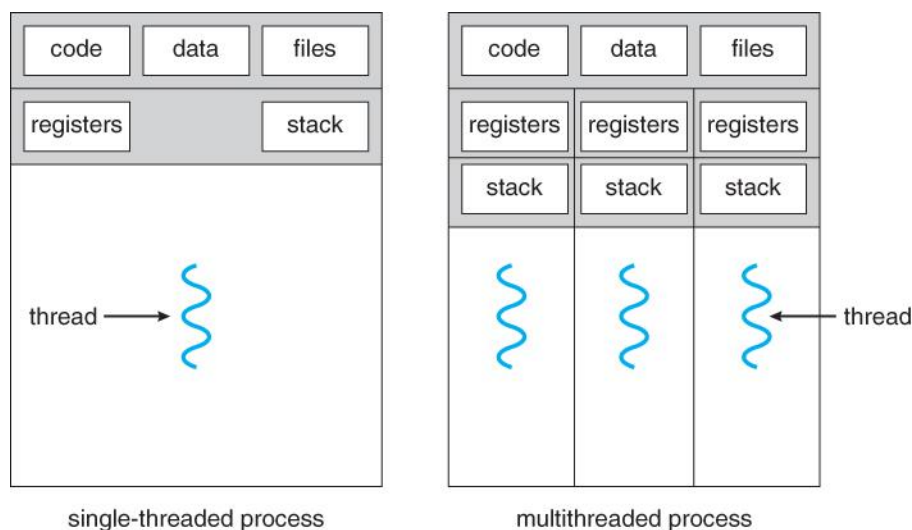 code data files
registers stack
thread
single-threaded process
code data files
registers registers registers
stack stack stack
thread
multithreaded process